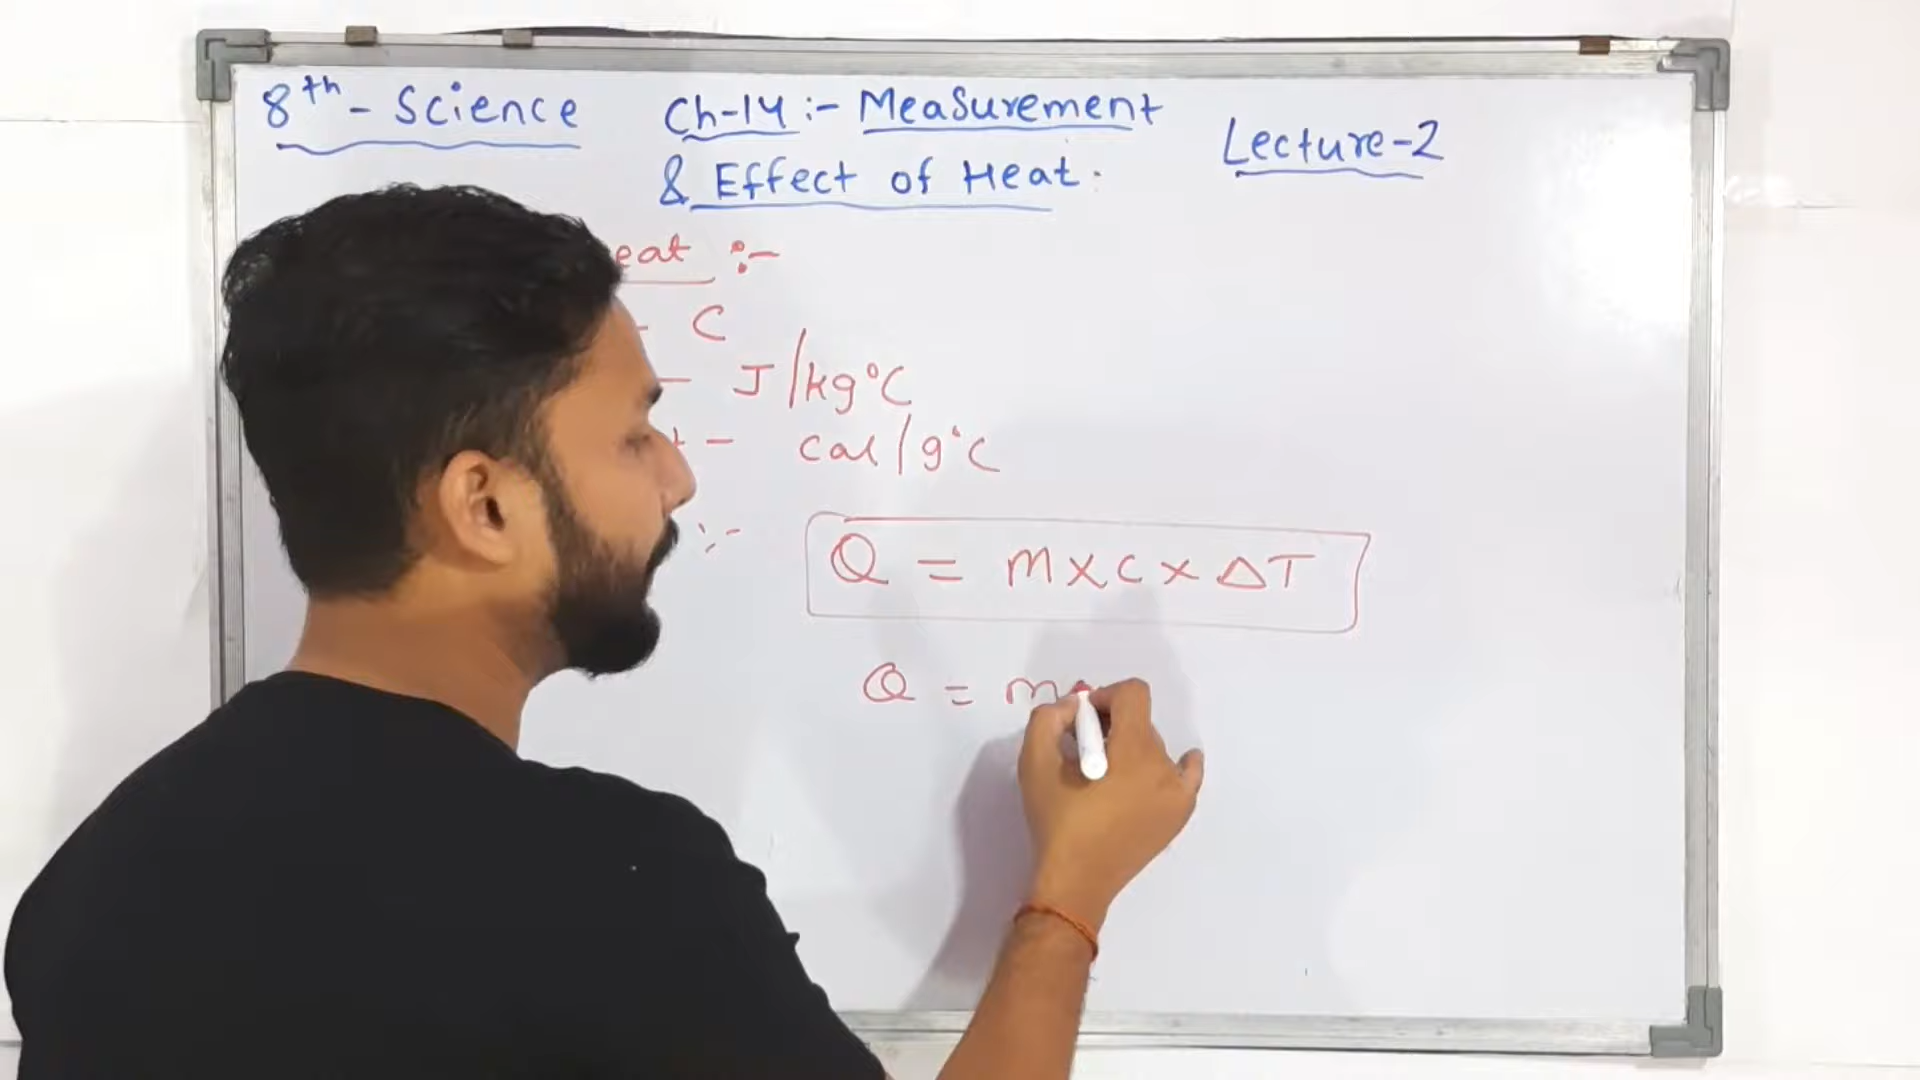 8th - Science Ch-14 :- Measurement
& Effect of Heat. Lecture-2
eat :-
- C
- J/kg°C
- cal/g°C
:- Q = m x c x ΔT
Q = m